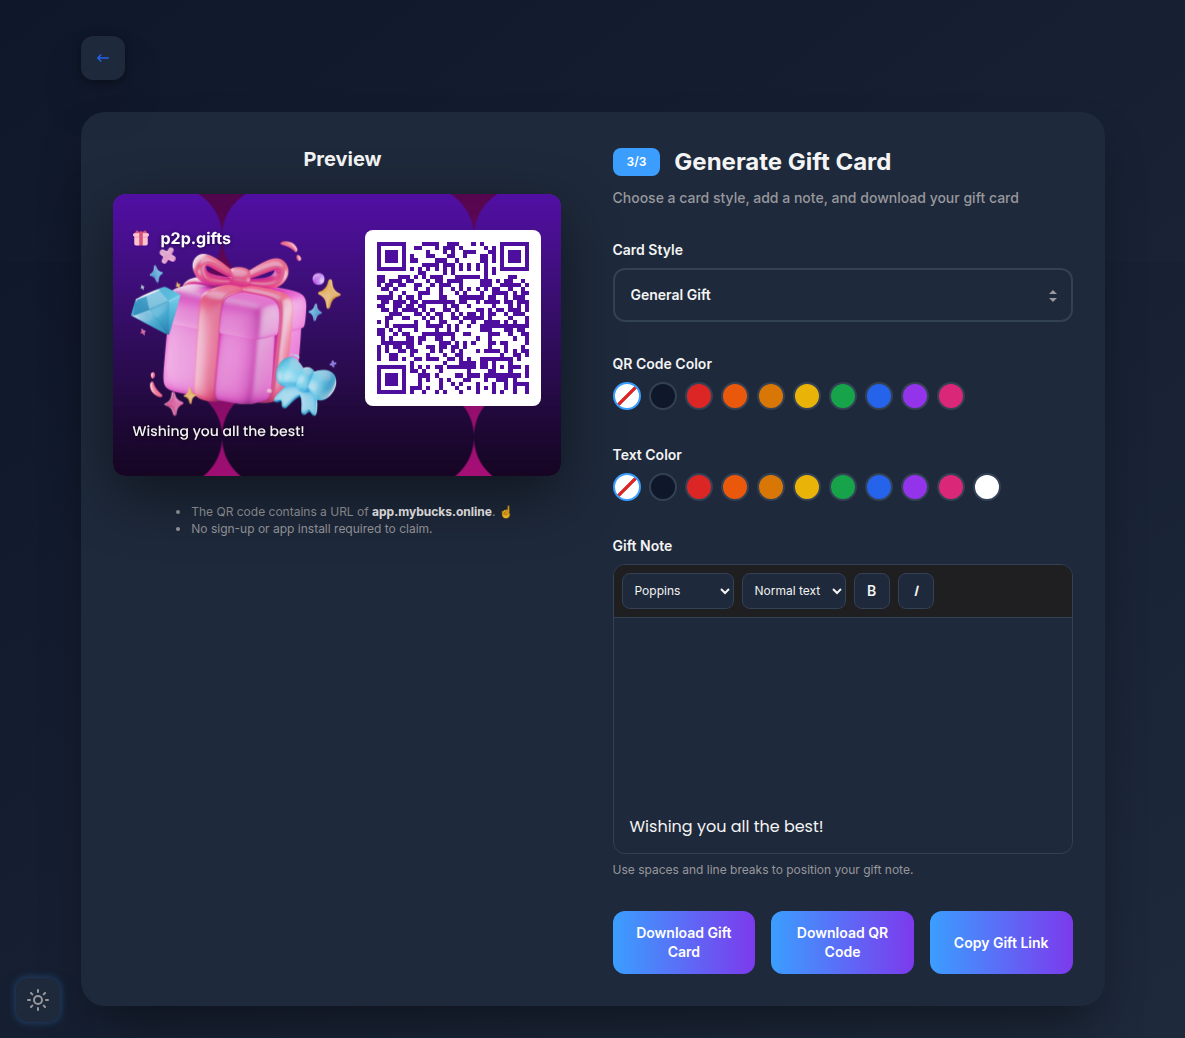 ←
Preview
p2p.gifts
Wishing you all the best!
The QR code contains a URL of app.mybucks.online. ☝
No sign-up or app install required to claim.
3/3
Generate Gift Card
Choose a card style, add a note, and download your gift card
Card Style
General Gift
QR Code Color
Text Color
Gift Note
Poppins
Normal text
B
I
Wishing you all the best!
Use spaces and line breaks to position your gift note.
Download Gift
Card
Download QR
Code
Copy Gift Link